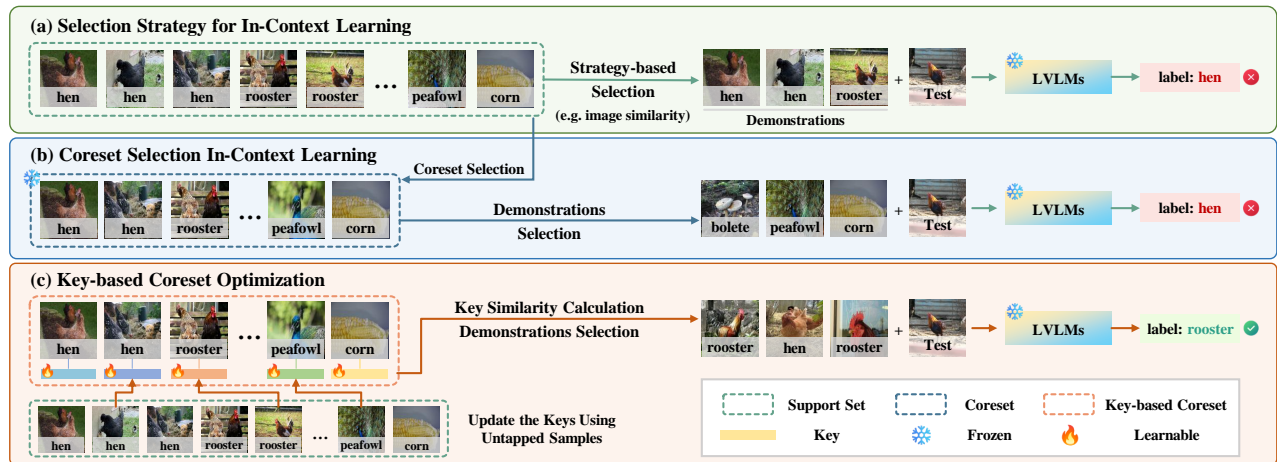 (a) Selection Strategy for In-Context Learning
hen hen hen rooster rooster ... peafowl corn
Strategy-based
Selection
(e.g. image similarity)
hen hen rooster + Test
Demonstrations
LVLMs
label: hen
(b) Coreset Selection In-Context Learning
Coreset Selection
hen hen rooster ... peafowl corn
Demonstrations
Selection
bolete peafowl corn + Test
LVLMs
label: hen
(c) Key-based Coreset Optimization
hen hen rooster ... peafowl corn
Key Similarity Calculation
Demonstrations Selection
rooster hen rooster + Test
LVLMs
label: rooster
hen hen hen rooster rooster ... peafowl corn
Update the Keys Using
Untapped Samples
Support Set Coreset Key-based Coreset
Key Frozen Learnable